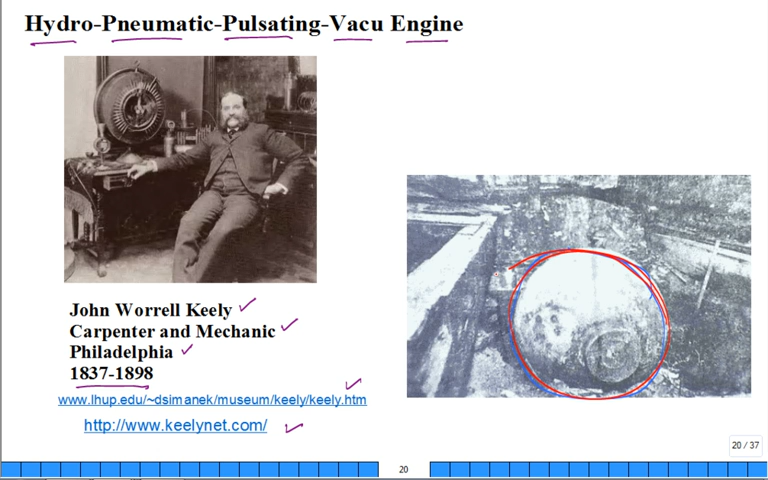 Hydro-Pneumatic-Pulsating-Vacu Engine
John Worrell Keely
Carpenter and Mechanic
Philadelphia
1837-1898
www.lhup.edu/~dsimanek/museum/keely/keely.htm
http://www.keelynet.com/
20 / 37
20